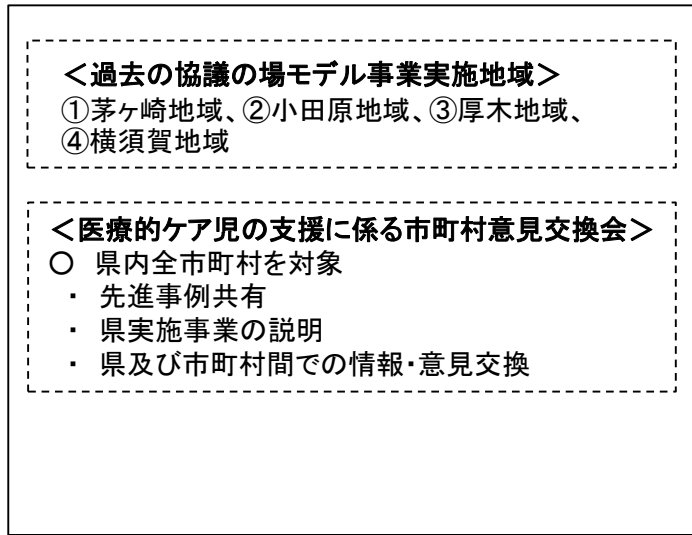 ＜過去の協議の場モデル事業実施地域＞
①茅ヶ崎地域、②小田原地域、③厚木地域、
④横須賀地域
＜医療的ケア児の支援に係る市町村意見交換会＞
○　県内全市町村を対象
・　先進事例共有
・　県実施事業の説明
・　県及び市町村間での情報・意見交換